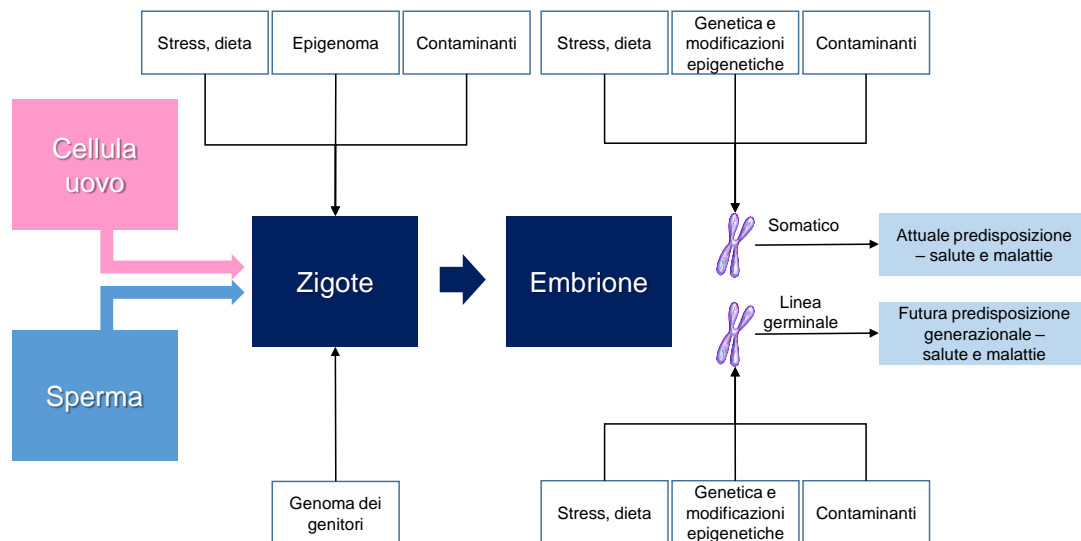 Stress, dieta
Epigenoma
Contaminanti
Stress, dieta
Genetica e
modificazioni
epigenetiche
Contaminanti
Cellula
uovo
Sperma
Zigote
Embrione
Somatico
Attuale predisposizione
– salute e malattie
Linea
germinale
Futura predisposizione
generazionale –
salute e malattie
Genoma dei
genitori
Stress, dieta
Genetica e
modificazioni
epigenetiche
Contaminanti